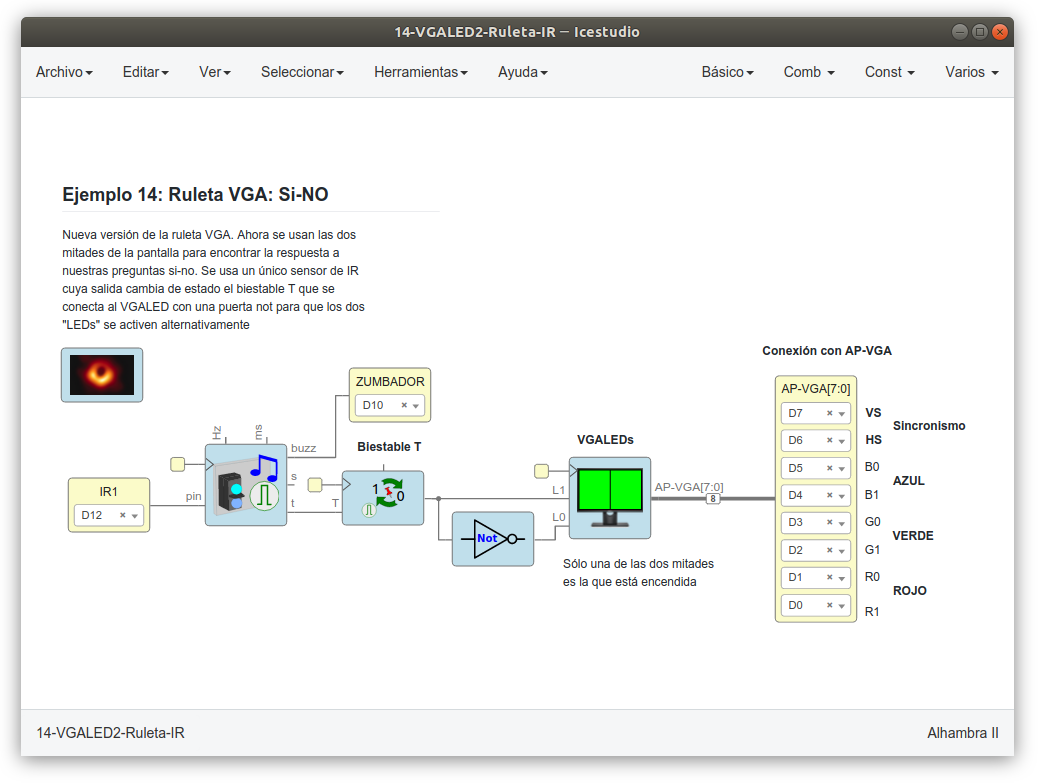 14-VGALED2-Ruleta-IR — Icestudio
Archivo Editar Ver Seleccionar Herramientas Ayuda Básico Comb Const Varios
Ejemplo 14: Ruleta VGA: Si-NO
Nueva versión de la ruleta VGA. Ahora se usan las dos
mitades de la pantalla para encontrar la respuesta a
nuestras preguntas si-no. Se usa un único sensor de IR
cuya salida cambia de estado el biestable T que se
conecta al VGALED con una puerta not para que los dos
"LEDs" se activen alternativamente
IR1
D12
pin
Hz
ms
buzz
s
t
ZUMBADOR
D10
Biestable T
T
1
0
Not
VGALEDs
L1
L0
Sólo una de las dos mitades
es la que está encendida
AP-VGA[7:0]
8
Conexión con AP-VGA
AP-VGA[7:0]
D7 VS
D6 HS
Sincronismo
D5 B0
D4 B1
AZUL
D3 G0
D2 G1
VERDE
D1 R0
D0 R1
ROJO
14-VGALED2-Ruleta-IR
Alhambra II